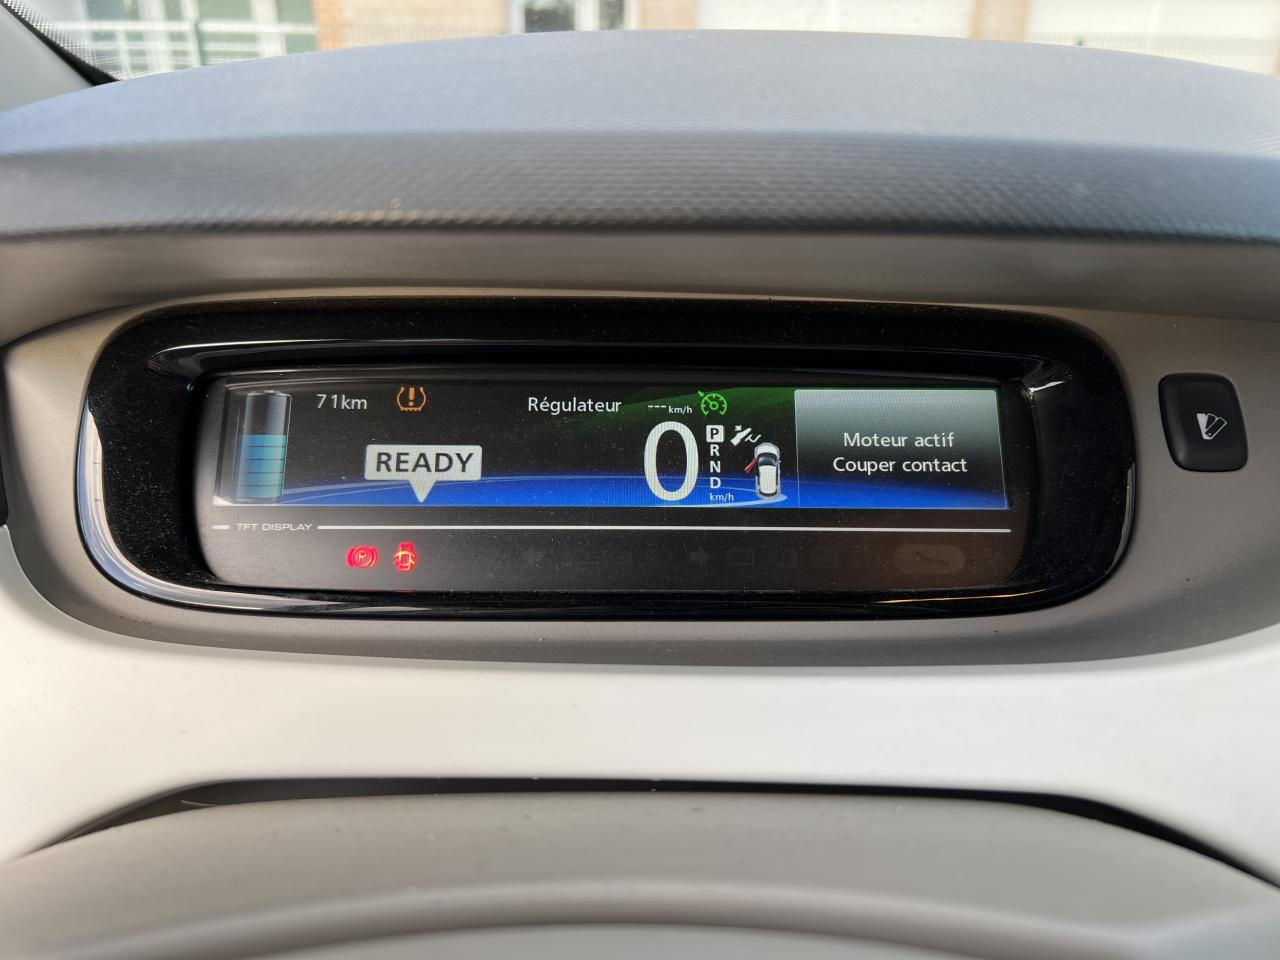 71km
Régulateur ---km/h
READY
0
P
R
N
D
km/h
Moteur actif
Couper contact
TFT DISPLAY
P